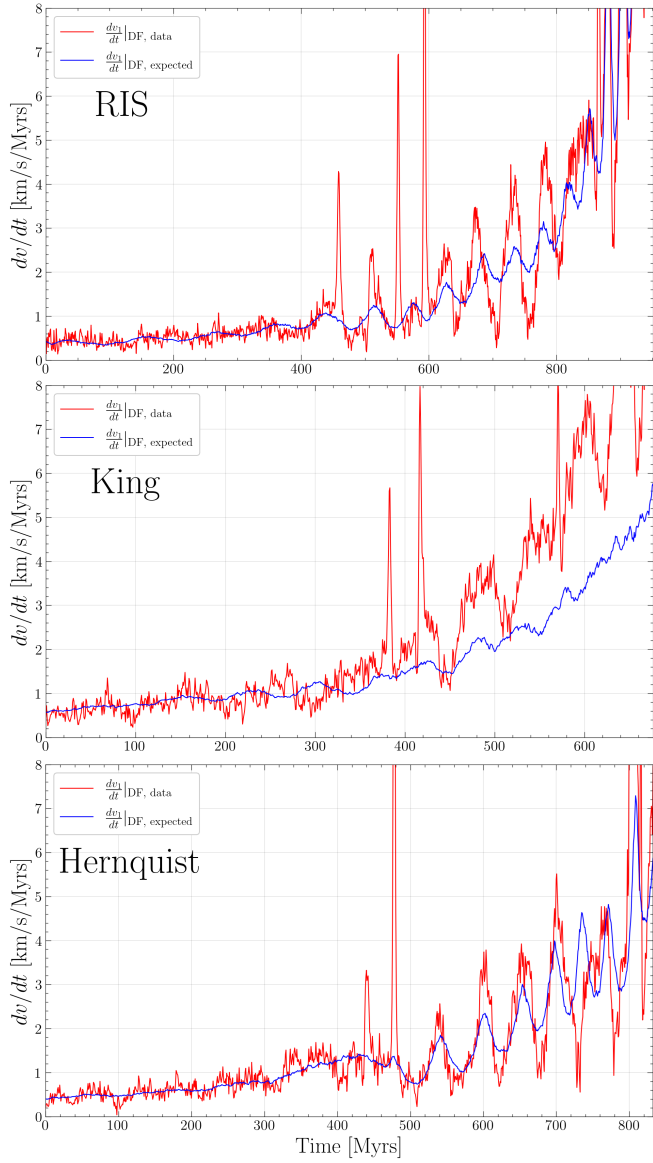 8
dv₁/dt|DF, data
7
dv₁/dt|DF, expected
6
RIS
5
dv/dt [km/s/Myrs]
4
3
2
1
0
0 200 400 600 800
8
dv₁/dt|DF, data
7
dv₁/dt|DF, expected
6
King
5
dv/dt [km/s/Myrs]
4
3
2
1
0
0 100 200 300 400 500 600
8
dv₁/dt|DF, data
7
dv₁/dt|DF, expected
6
Hernquist
5
dv/dt [km/s/Myrs]
4
3
2
1
0
0 100 200 300 400 500 600 700 800
Time [Myrs]